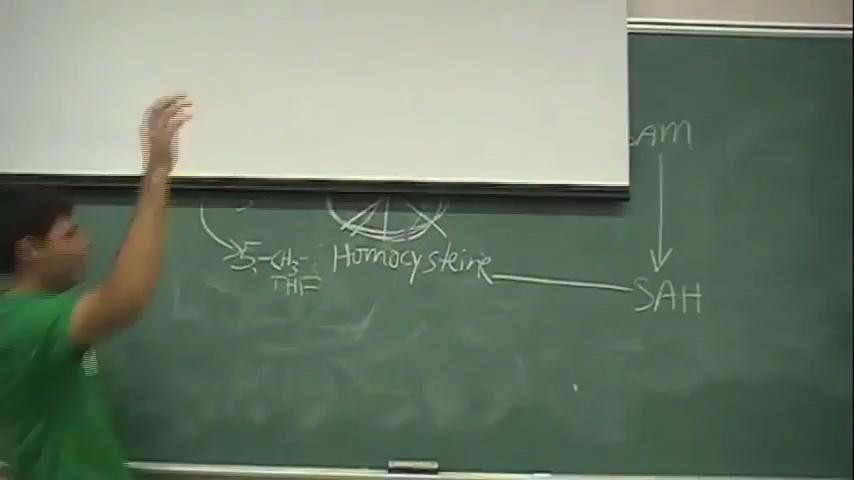 AM
5-CH3-
THF
Homocysteine
SAH